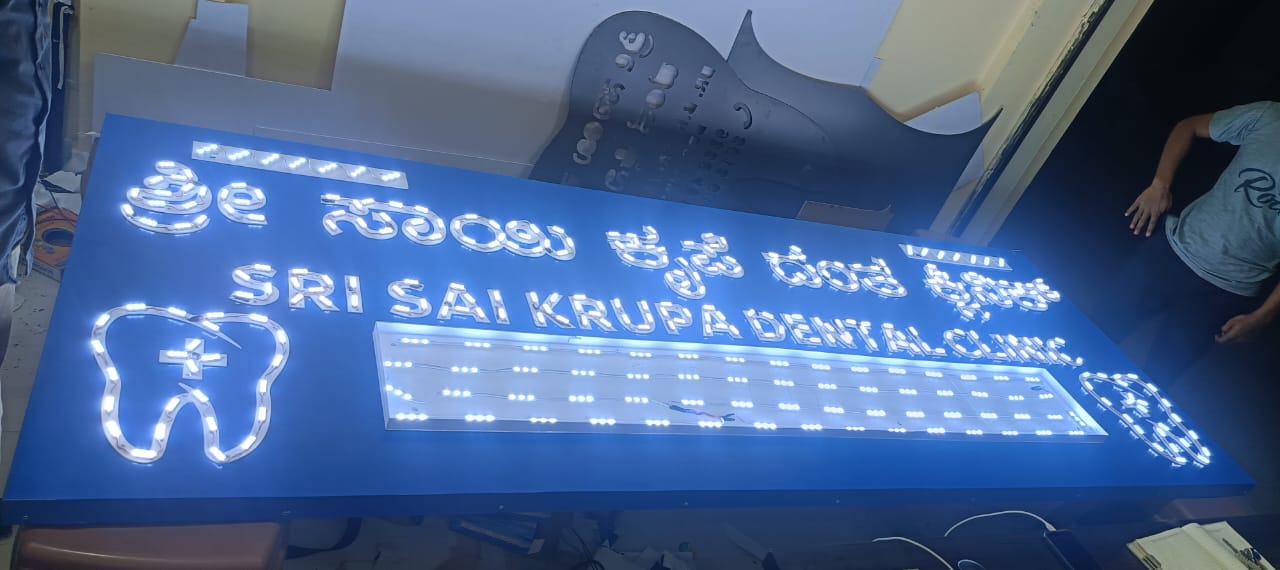 ಶ್ರೀ ಸಾಯಿ ಕೃಪೆ ದಂತ ಕ್ಲಿನಿಕ್
SRI SAI KRUPA DENTAL CLINIC